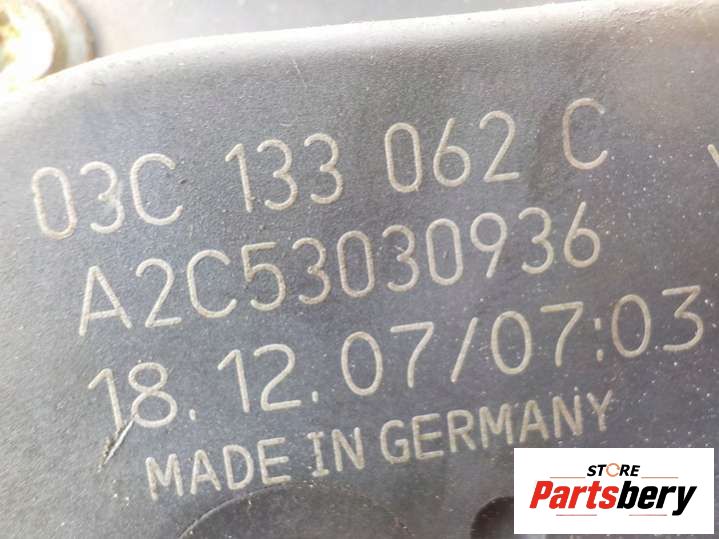 03C 133 062 C
A2C53030936
18.12.07/07:03
MADE IN GERMANY
STORE
Partsbery